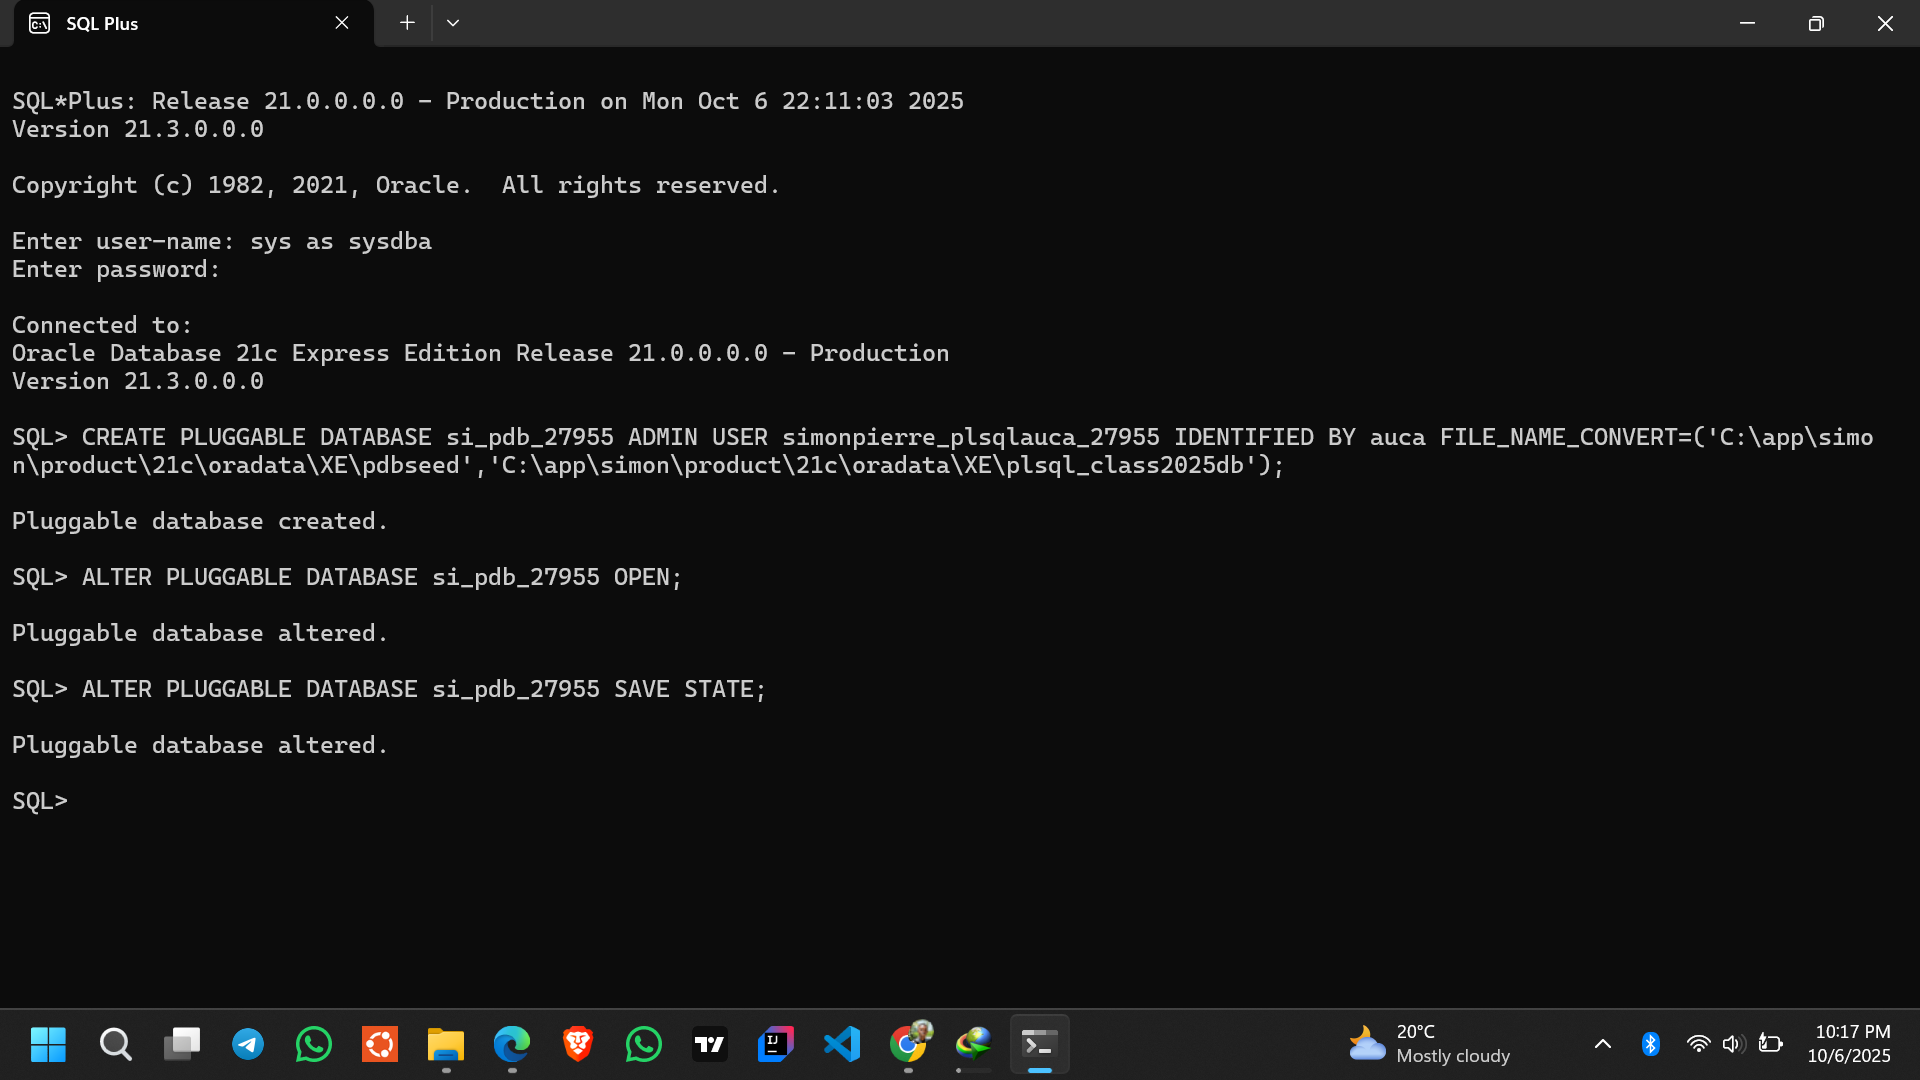 SQL Plus
SQL*Plus: Release 21.0.0.0.0 - Production on Mon Oct 6 22:11:03 2025
Version 21.3.0.0.0
Copyright (c) 1982, 2021, Oracle.  All rights reserved.
Enter user-name: sys as sysdba
Enter password:
Connected to:
Oracle Database 21c Express Edition Release 21.0.0.0.0 - Production
Version 21.3.0.0.0
SQL> CREATE PLUGGABLE DATABASE si_pdb_27955 ADMIN USER simonpierre_plsqlauca_27955 IDENTIFIED BY auca FILE_NAME_CONVERT=('C:\app\simo
n\product\21c\oradata\XE\pdbseed','C:\app\simon\product\21c\oradata\XE\plsql_class2025db');
Pluggable database created.
SQL> ALTER PLUGGABLE DATABASE si_pdb_27955 OPEN;
Pluggable database altered.
SQL> ALTER PLUGGABLE DATABASE si_pdb_27955 SAVE STATE;
Pluggable database altered.
SQL>
20°C
Mostly cloudy
10:17 PM
10/6/2025